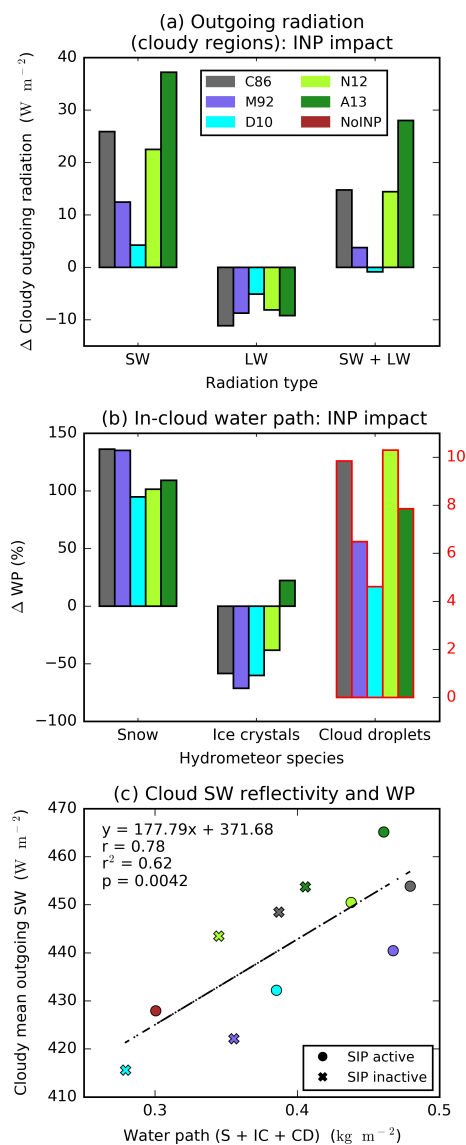 (a) Outgoing radiation
(cloudy regions): INP impact
Δ Cloudy outgoing radiation (W m⁻²)
40
30
20
10
0
−10
C86
M92
D10
N12
A13
NoINP
SW
LW
SW + LW
Radiation type
(b) In-cloud water path: INP impact
Δ WP (%)
150
100
50
0
−50
−100
10
8
6
4
2
0
Snow
Ice crystals
Cloud droplets
Hydrometeor species
(c) Cloud SW reflectivity and WP
Cloudy mean outgoing SW (W m⁻²)
470
460
450
440
430
420
410
y = 177.79x + 371.68
r = 0.78
r² = 0.62
p = 0.0042
SIP active
SIP inactive
0.3
0.4
0.5
Water path (S + IC + CD) (kg m⁻²)